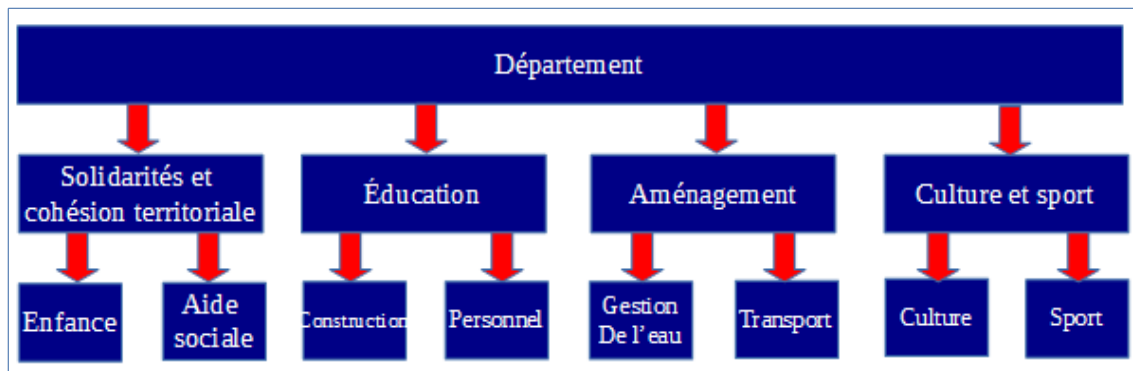 Département
Solidarités et
cohésion territoriale
Éducation
Aménagement
Culture et sport
Enfance
Aide
sociale
Construction
Personnel
Gestion
De l'eau
Transport
Culture
Sport